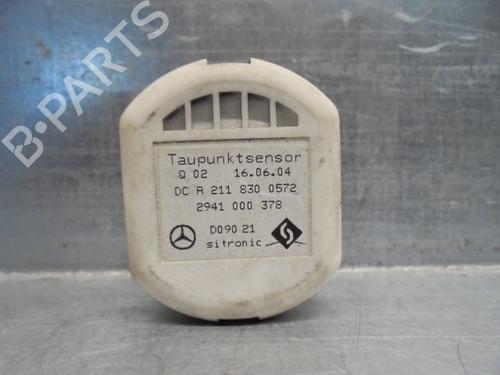 B-PARTS
Taupunktsensor
Q 02 16.06.04
DC A 211 830 0572
2941 000 378
D090 21
sitronic